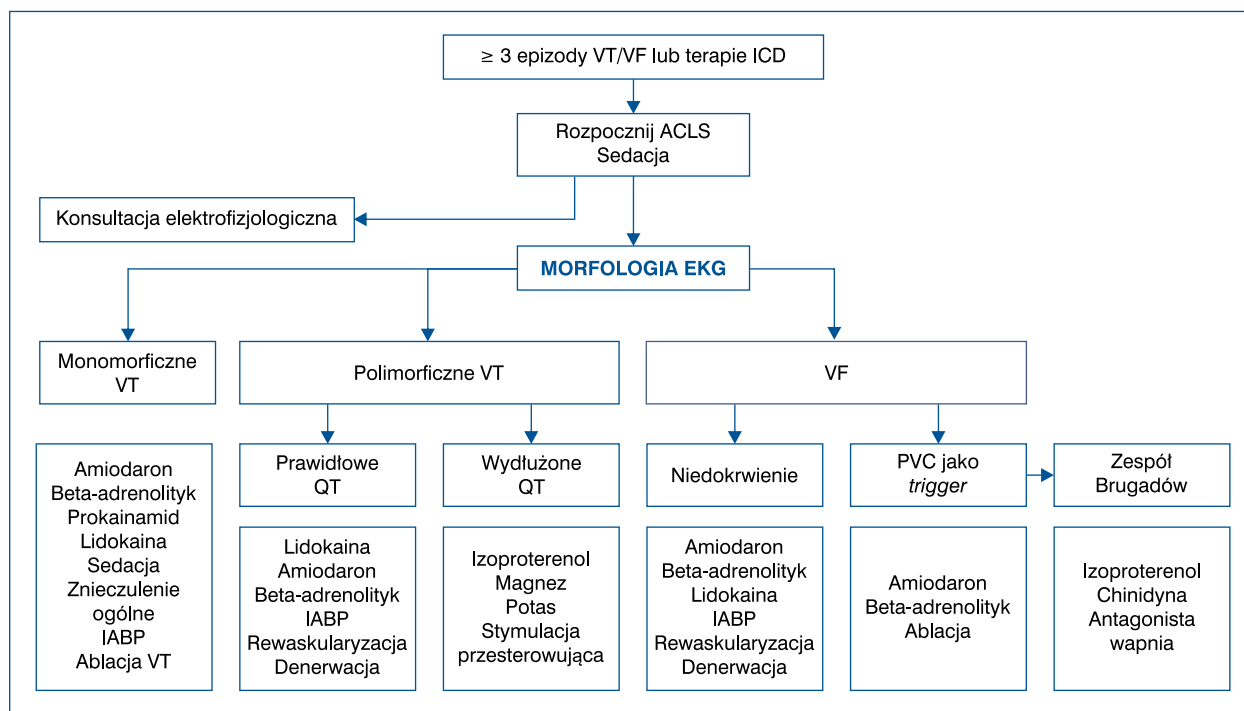 ≥ 3 epizody VT/VF lub terapie ICD
Rozpocznij ACLS
Sedacja
Konsultacja elektrofizjologiczna
MORFOLOGIA EKG
Monomorficzne
VT
Polimorficzne VT
VF
Amiodaron
Beta-adrenolityk
Prokainamid
Lidokaina
Sedacja
Znieczulenie
ogólne
IABP
Ablacja VT
Prawidłowe
QT
Wydłużone
QT
Niedokrwienie
PVC jako
trigger
Zespół
Brugadów
Lidokaina
Amiodaron
Beta-adrenolityk
IABP
Rewaskularyzacja
Denerwacja
Izoproterenol
Magnez
Potas
Stymulacja
przesterowująca
Amiodaron
Beta-adrenolityk
Lidokaina
IABP
Rewaskularyzacja
Denerwacja
Amiodaron
Beta-adrenolityk
Ablacja
Izoproterenol
Chinidyna
Antagonista
wapnia